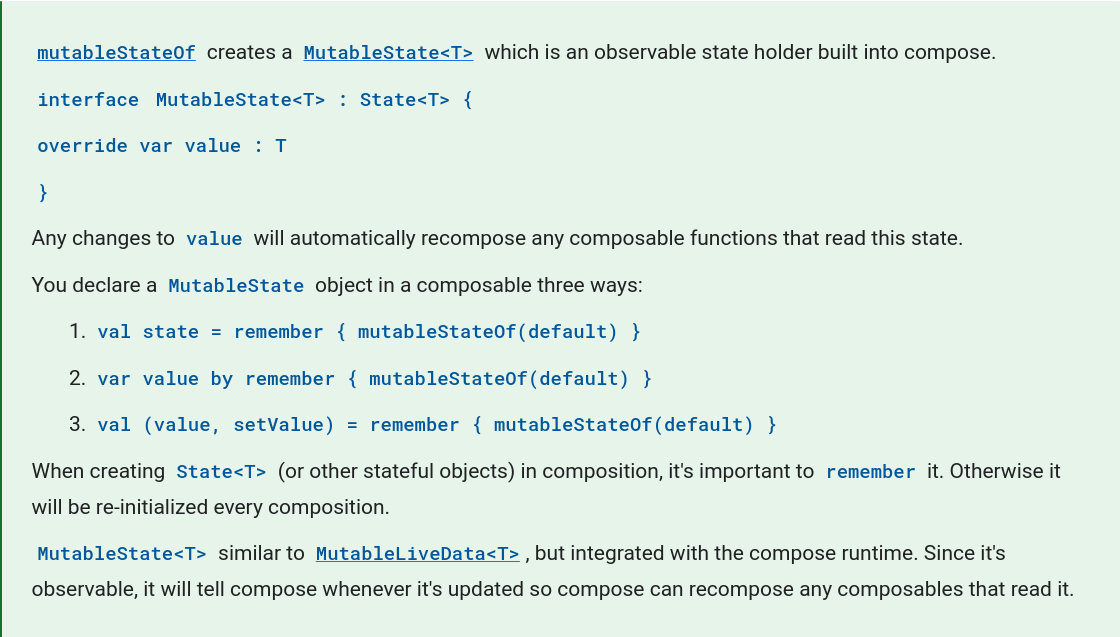 mutableStateOf creates a MutableState<T> which is an observable state holder built into compose.
interface MutableState<T> : State<T> {
override var value : T
}
Any changes to value will automatically recompose any composable functions that read this state.
You declare a MutableState object in a composable three ways:
1. val state = remember { mutableStateOf(default) }
2. var value by remember { mutableStateOf(default) }
3. val (value, setValue) = remember { mutableStateOf(default) }
When creating State<T> (or other stateful objects) in composition, it's important to remember it. Otherwise it
will be re-initialized every composition.
MutableState<T> similar to MutableLiveData<T> , but integrated with the compose runtime. Since it's
observable, it will tell compose whenever it's updated so compose can recompose any composables that read it.